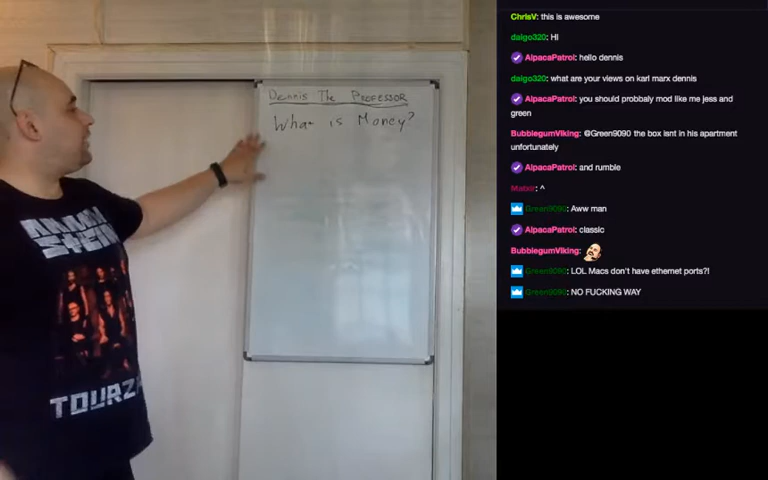 Dennis The Professor
What is Money?
TOURZ
ChrisV: this is awesome
daigo320: Hi
AlpacaPatrol: hello dennis
daigo320: what are your views on karl marx dennis
AlpacaPatrol: you should probbaly mod like me jess and
green
BubblegumViking: @Green9090 the box isnt in his apartment
unfortunately
AlpacaPatrol: and rumble
: ^
Green9090: Aww man
AlpacaPatrol: classic
BubblegumViking:
Green9090: LOL Macs don't have ethernet ports?!
Green9090: NO FUCKING WAY